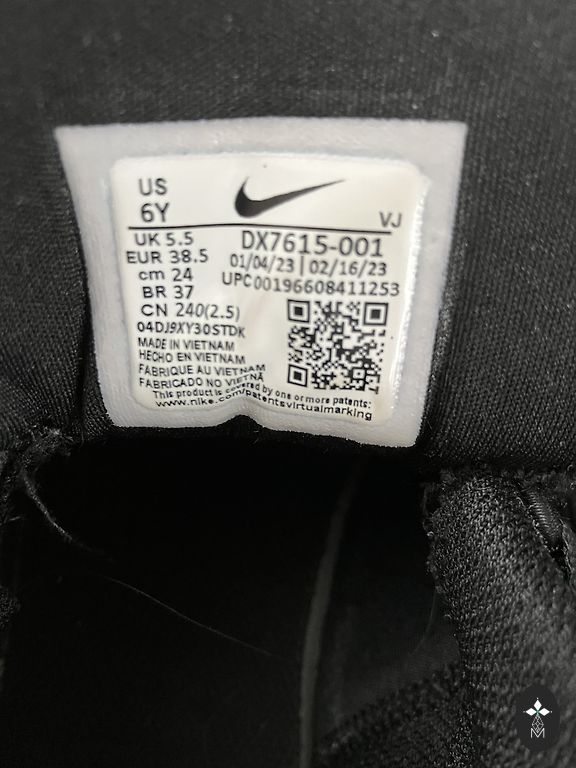 US
6Y
VJ
UK 5.5
EUR 38.5
cm 24
BR 37
CN 240(2.5)
DX7615-001
01/04/23 | 02/16/23
UPC00196608411253
04DJ9XY30STDK
MADE IN VIETNAM
HECHO EN VIETNAM
FABRIQUE AU VIETNAM
FABRICADO NO VIETNÃ
This product is covered by one or more patents:
www.nike.com/patentsvirtualmarking
M